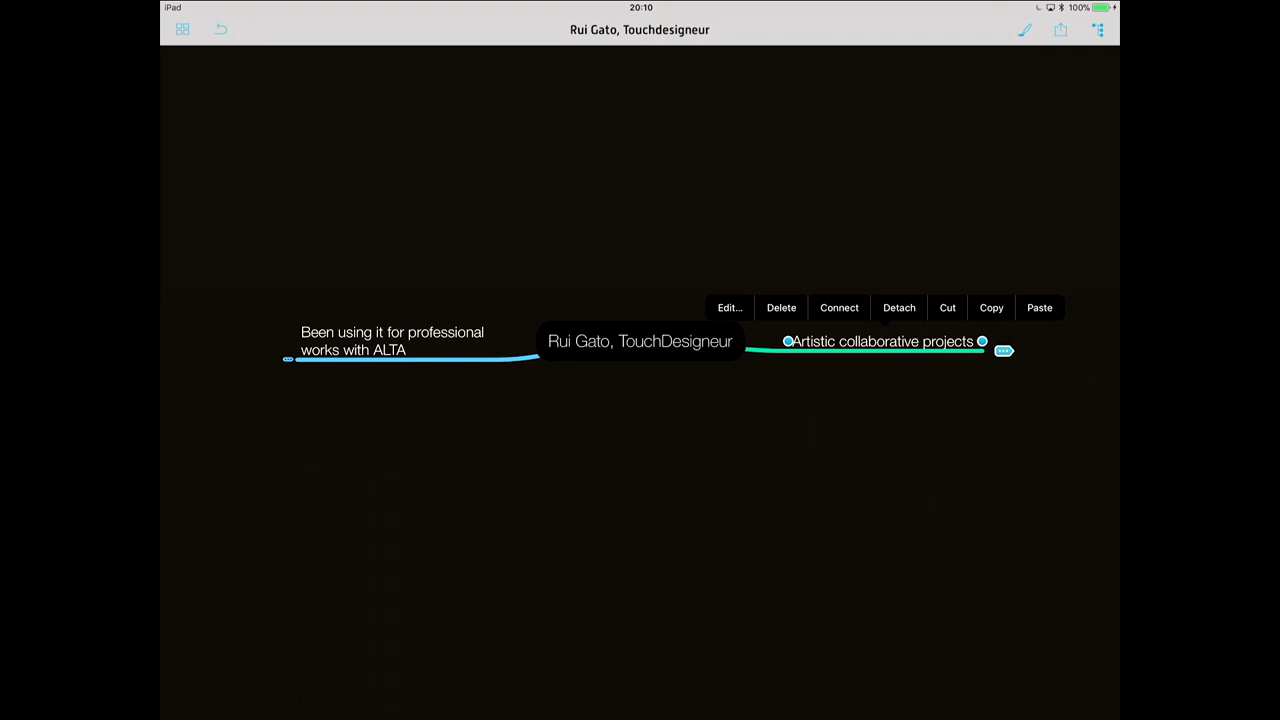 iPad
20:10
100%
Rui Gato, Touchdesigneur
Edit... Delete Connect Detach Cut Copy Paste
Been using it for professional
works with ALTA
Rui Gato, TouchDesigneur
Artistic collaborative projects